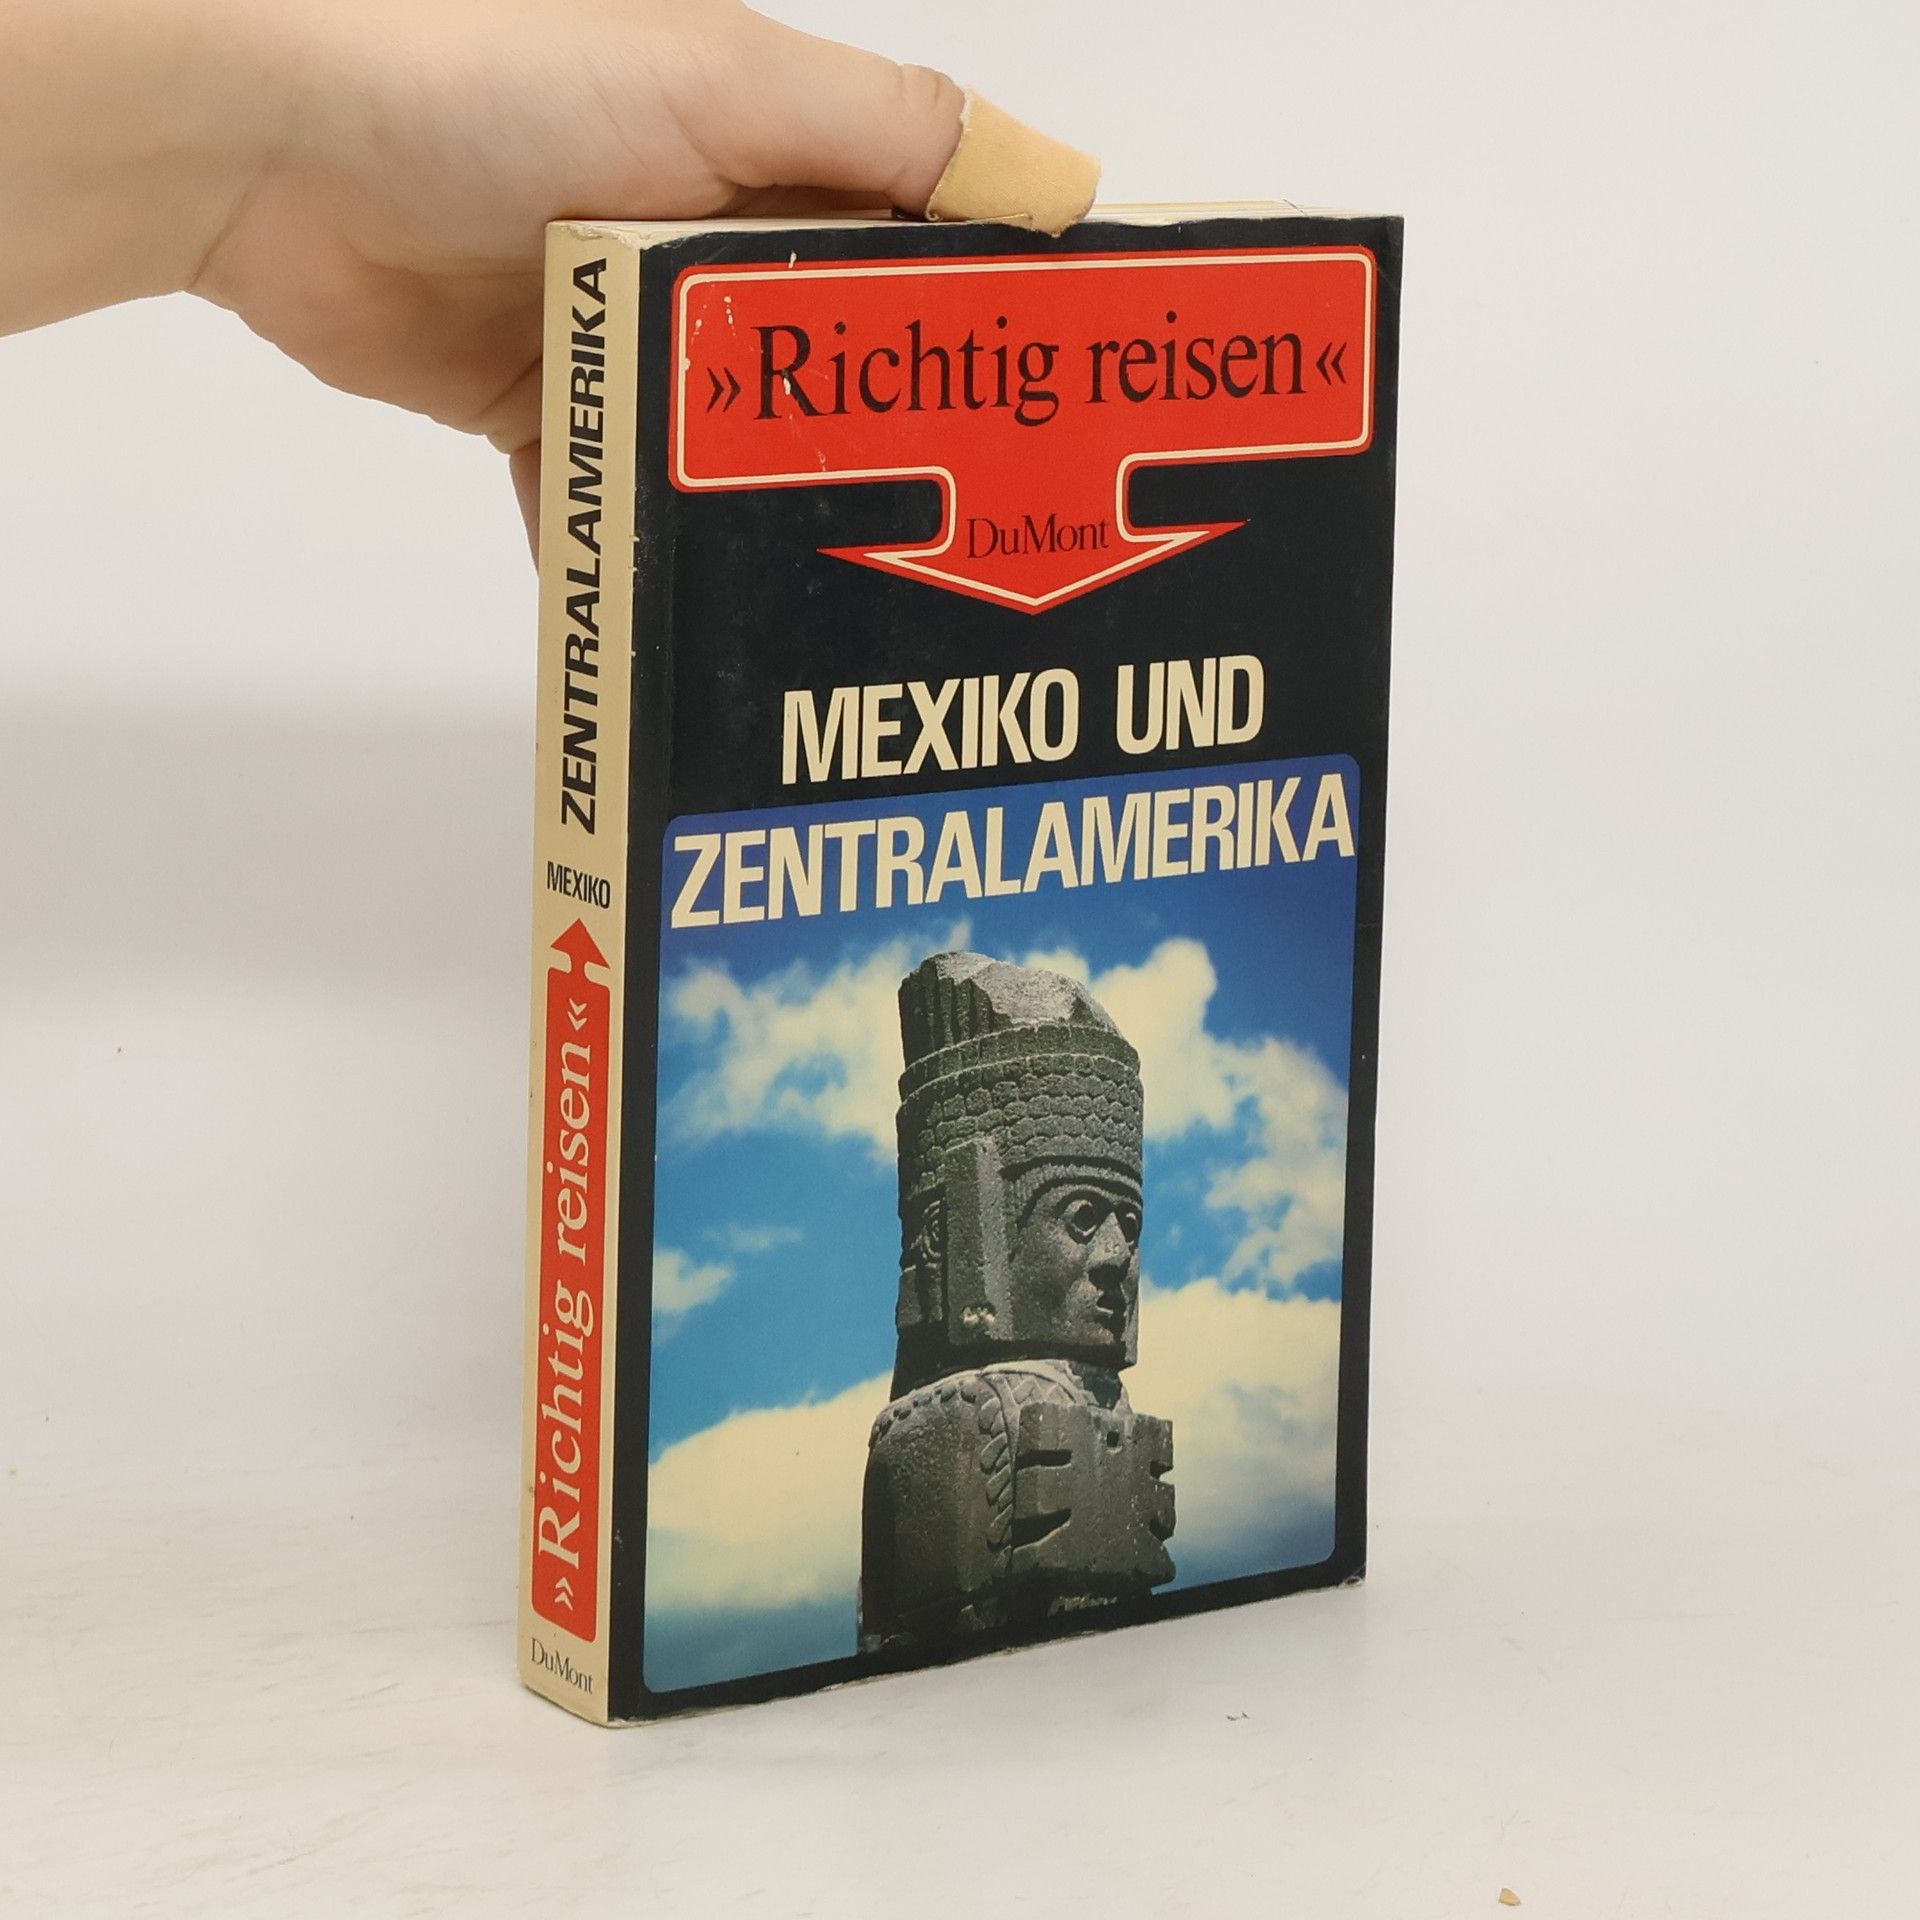 »Richtig reisen«
DuMont
MEXIKO UND
ZENTRALAMERIKA
ZENTRALAMERIKA
MEXIKO
»Richtig reisen«
DuMont